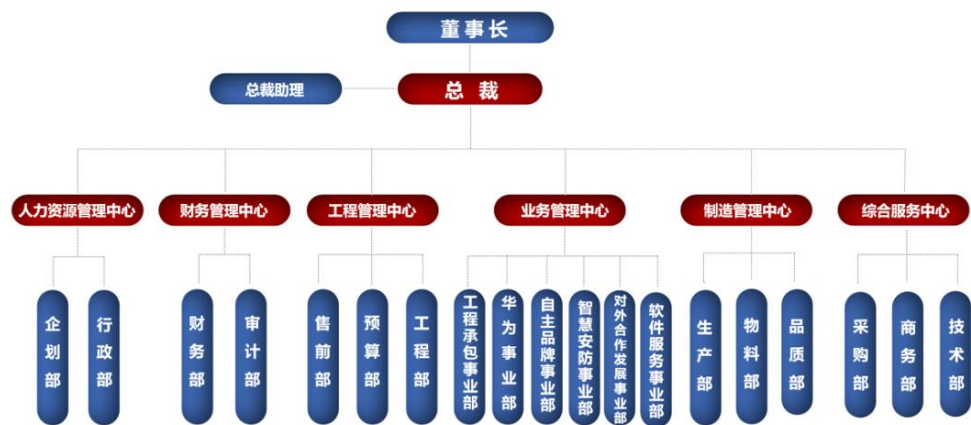 董事长
总裁助理
总裁
人力资源管理中心
财务管理中心
工程管理中心
业务管理中心
制造管理中心
综合服务中心
企划部
行政部
财务部
审计部
售前部
预算部
工程部
工程承包事业部
华为事业部
自主品牌事业部
智慧安防事业部
对外合作发展事业部
软件服务事业部
生产部
物料部
品质部
采购部
商务部
技术部